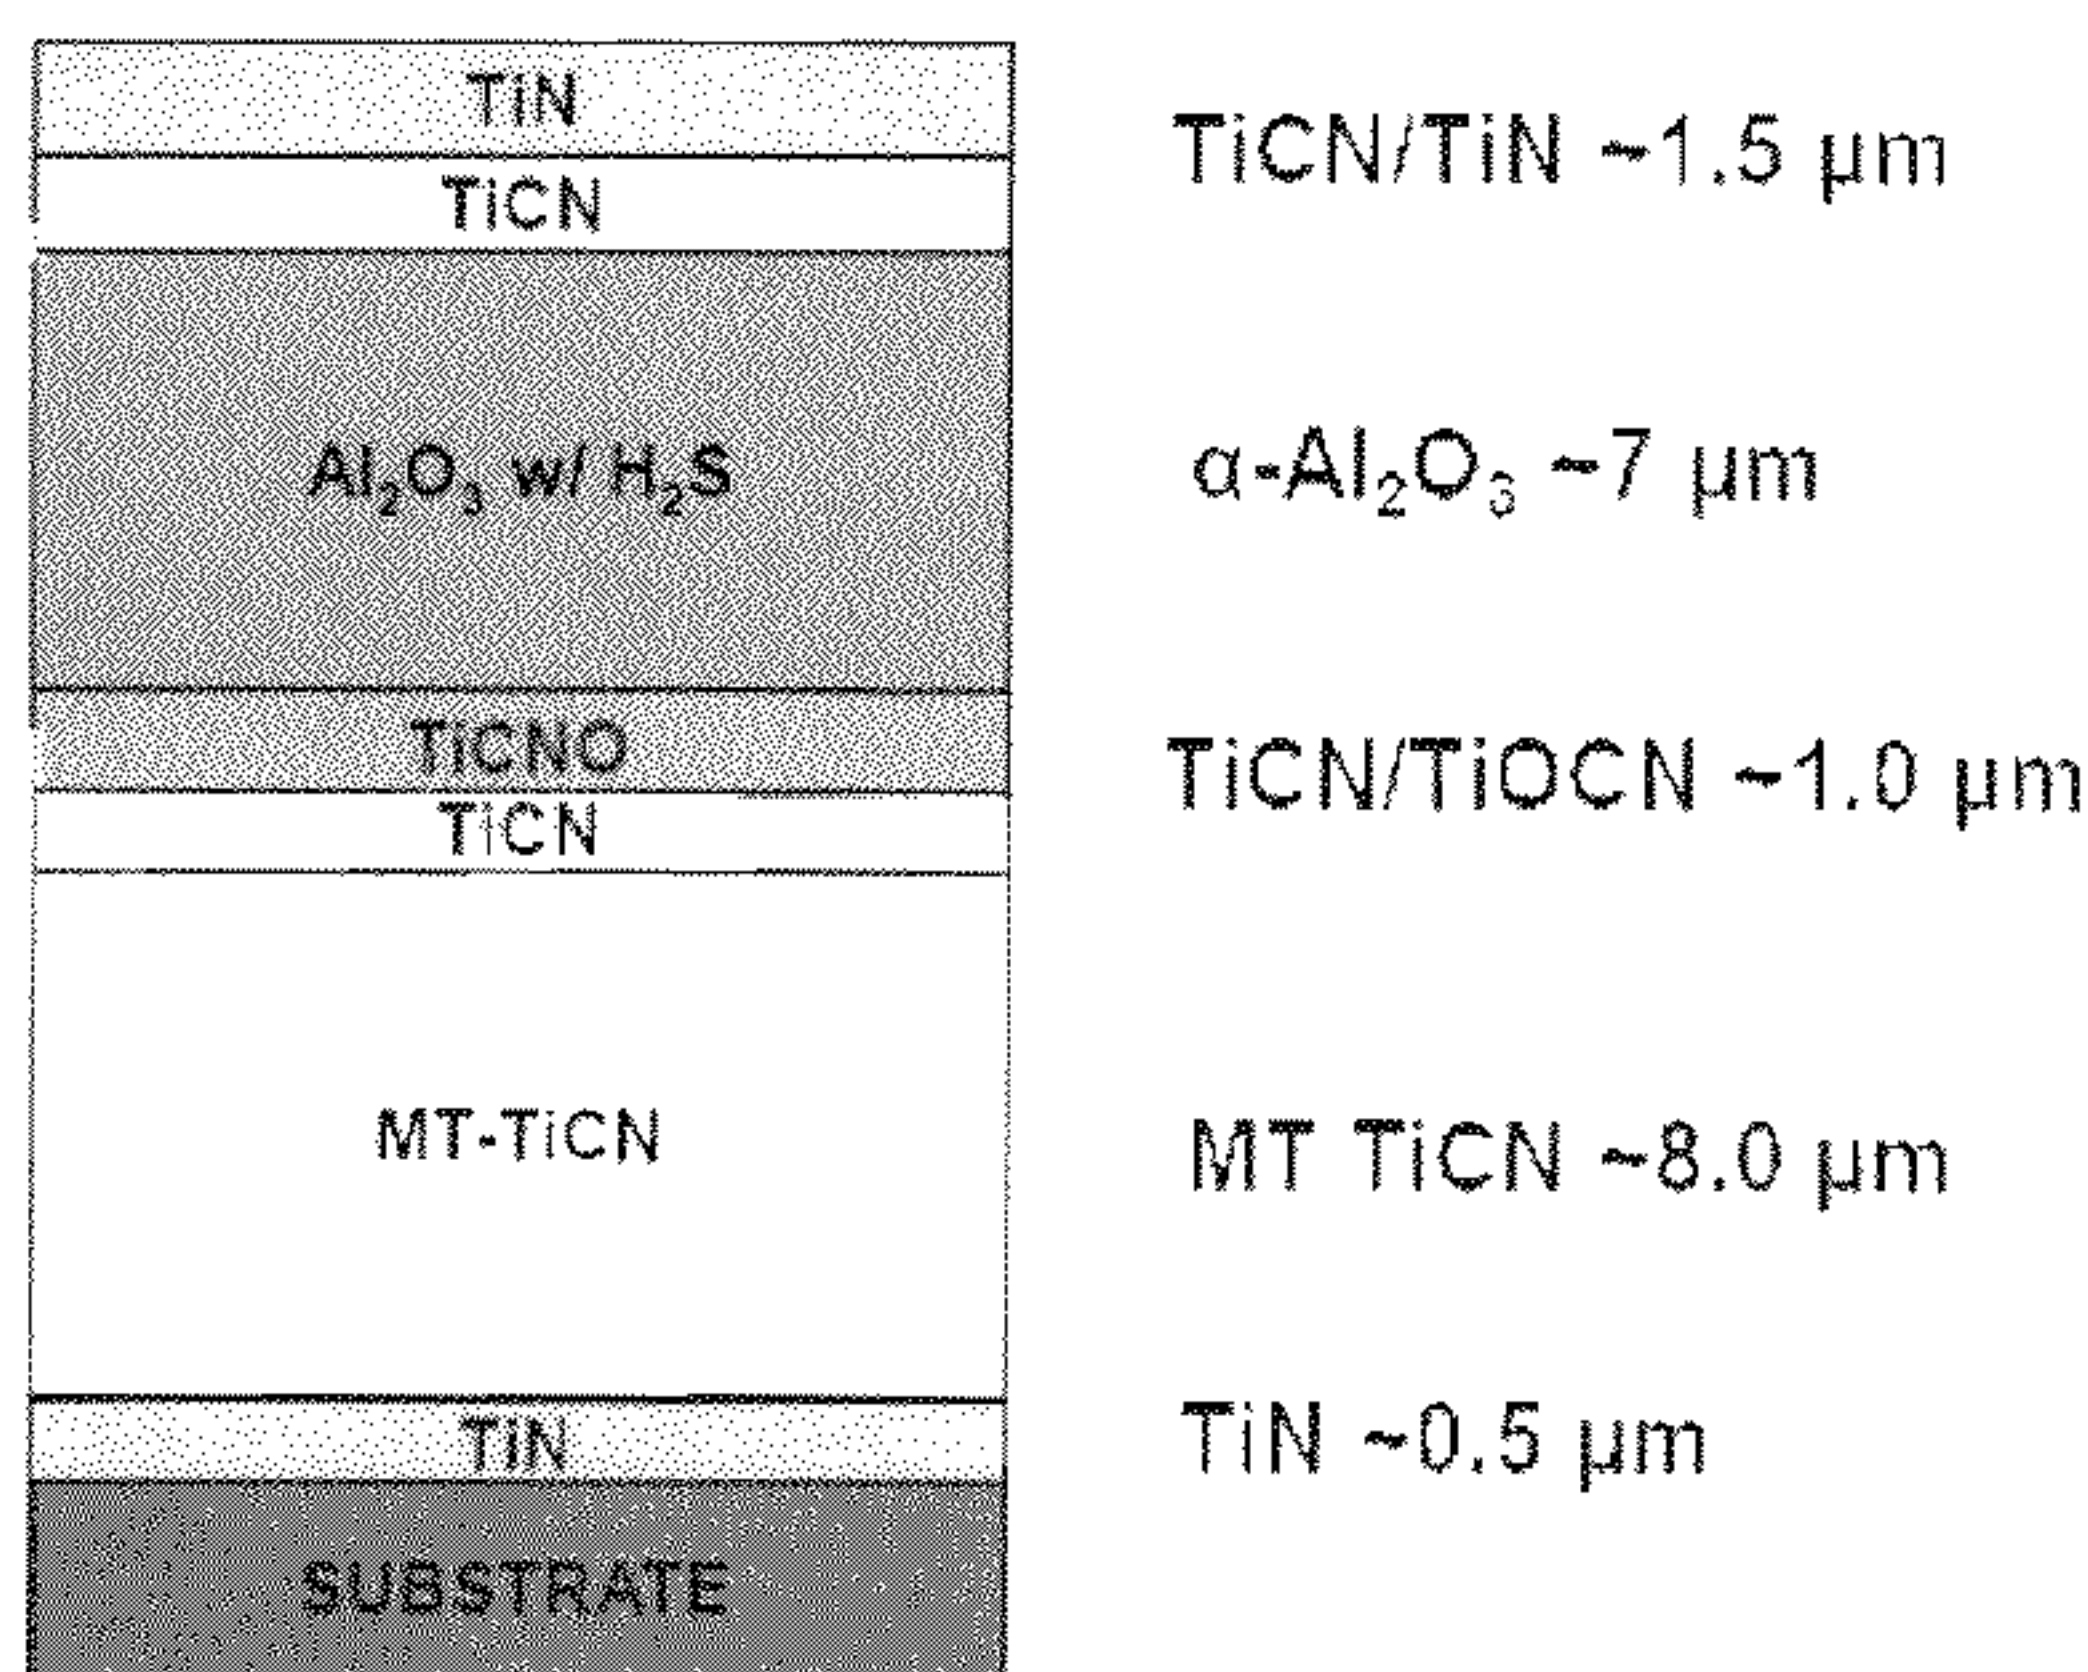 TiN
TiCN/TiN ~1.5 µm
TiCN
Al₂O₃ w/ H₂S
α-Al₂O₃ ~7 µm
TiCNO
TiCN/TiOCN ~1.0 µm
TiCN
MT-TiCN
MT TiCN ~8.0 µm
TiN
TiN ~0.5 µm
SUBSTRATE